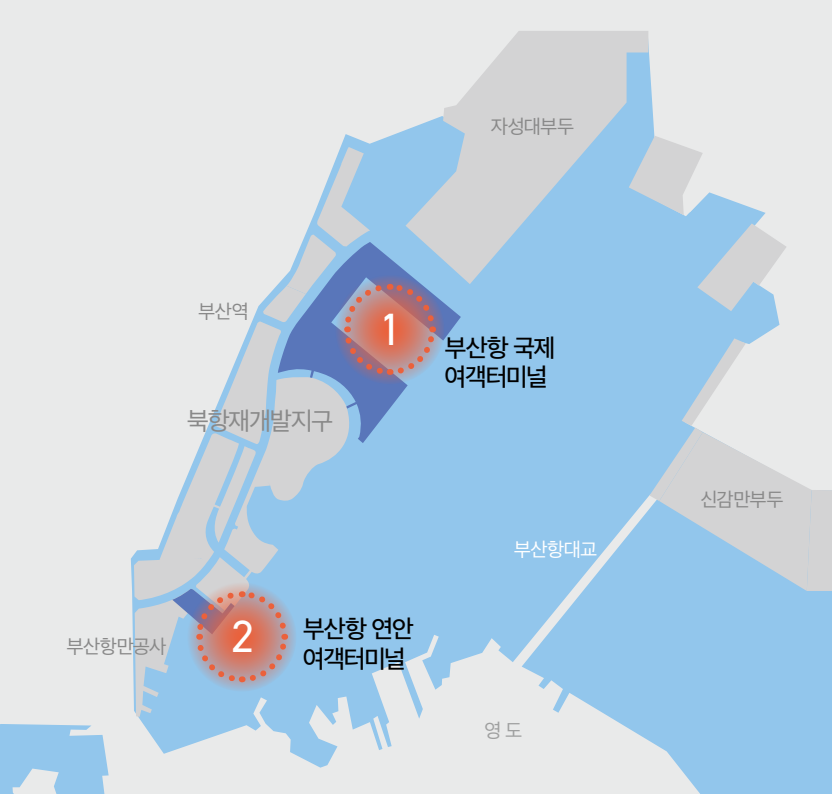 자성대부두
부산역
1
부산항 국제
여객터미널
북항재개발지구
신감만부두
부산항대교
2
부산항 연안
여객터미널
부산항만공사
영도